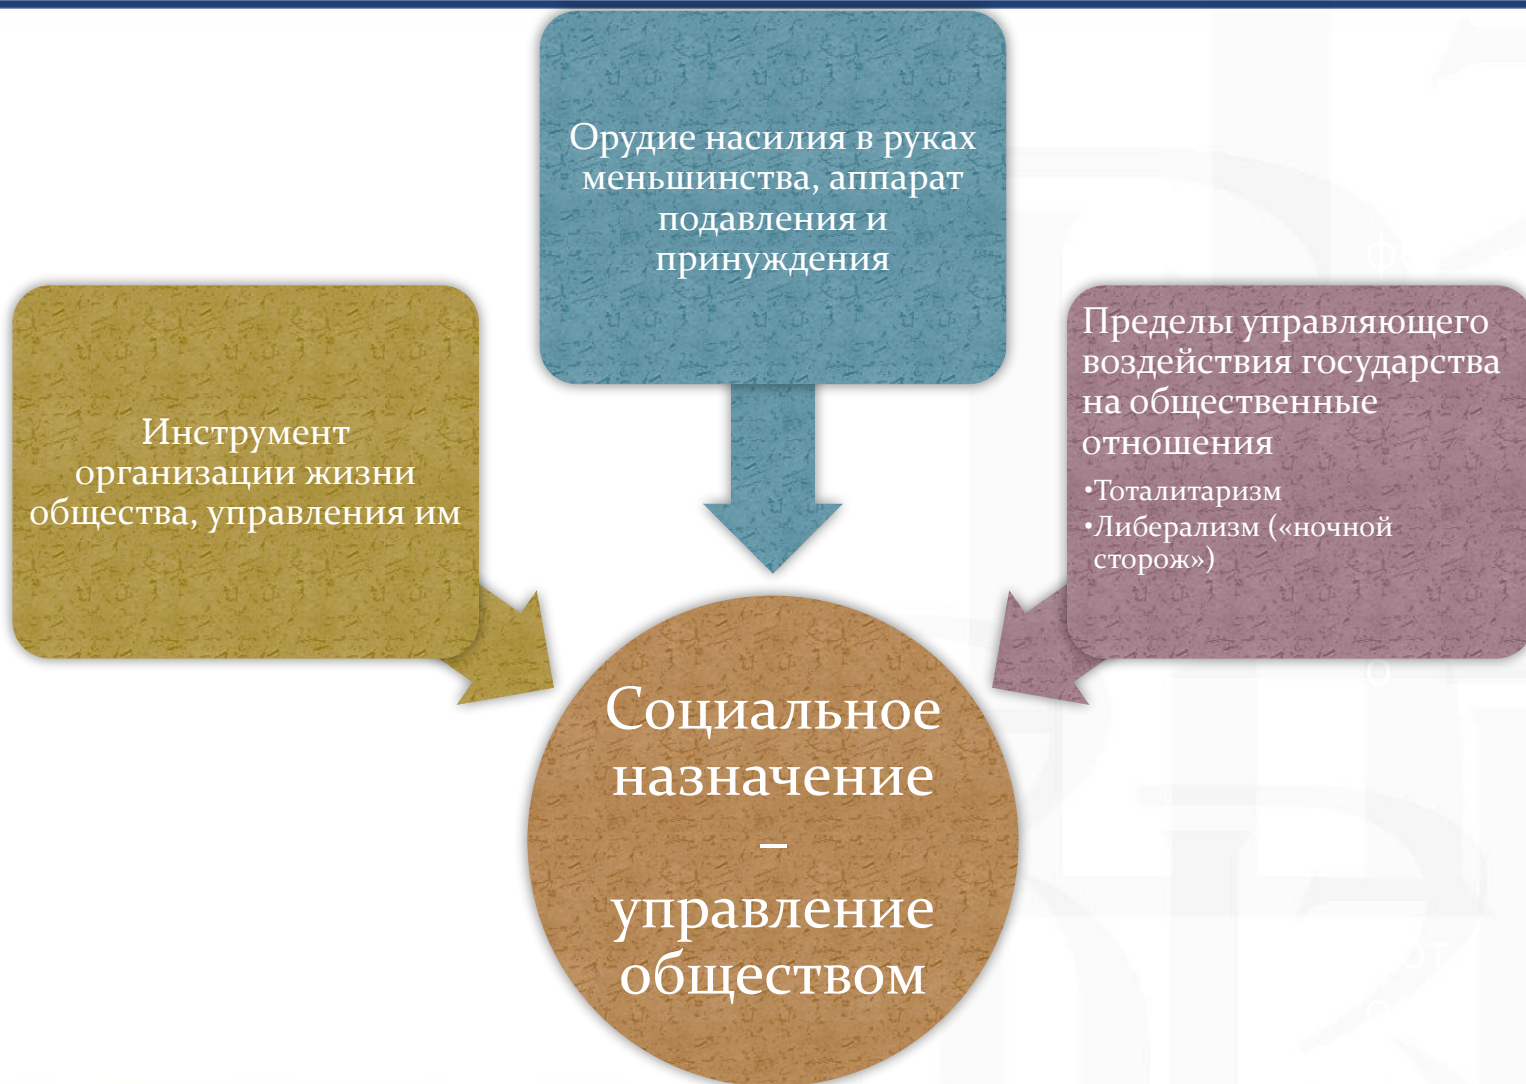 Орудие насилия в руках
меньшинства, аппарат
подавления и
принуждения
Инструмент
организации жизни
общества, управления им
Пределы управляющего
воздействия государства
на общественные
отношения
•Тоталитаризм
•Либерализм («ночной
сторож»)
Социальное
назначение
–
управление
обществом